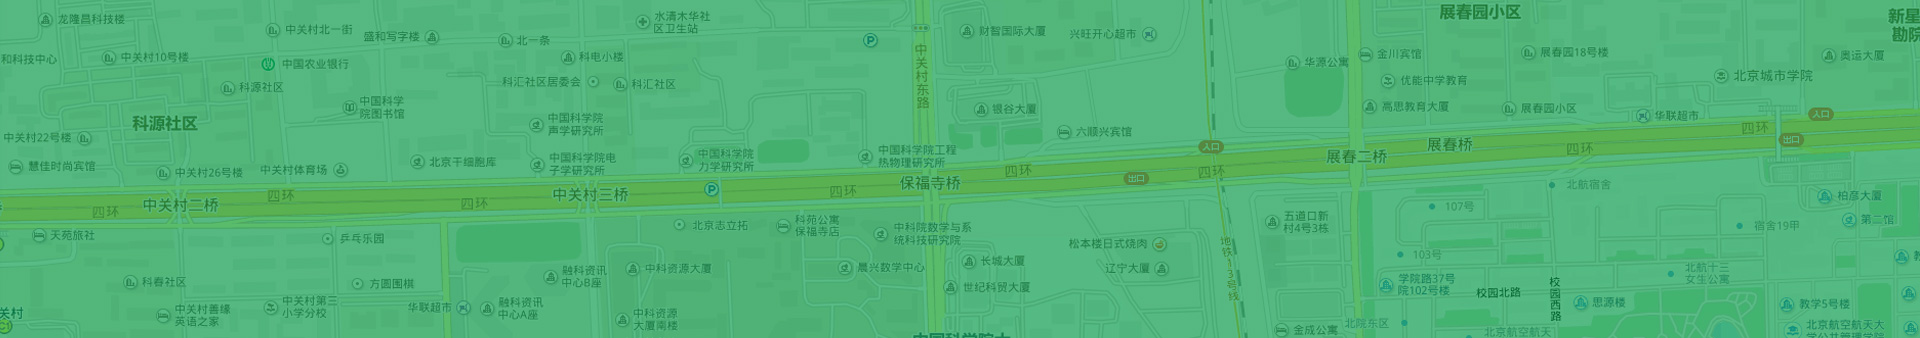 龙隆昌科技楼
和科技中心
中关村北一街
中关村10号楼
中国农业银行
科源社区
科源社区
中关村22号楼
慧佳时尚宾馆
中关村26号楼
中国科学
院图书馆
中关村体育场
盛和写字楼
北一条
科电小楼
水清木华社
区卫生站
科汇社区居委会
科汇社区
中国科学院
声学研究所
北京干细胞库
中国科学院电
子学研究所
中国科学院
力学研究所
P
中关村东路
中国科学院工程
热物理研究所
财智国际大厦
兴旺开心超市
银谷大厦
六顺兴宾馆
华源公寓
金川宾馆
优能中学教育
高思教育大厦
展春园小区
展春园18号楼
展春园小区
华联超市
北京城市学院
奥运大厦
新星
勘院
入口
四环
出口
展春桥
四环
展春二桥
入口
四环
出口
四环
保福寺桥
四环
P
中关村三桥
四环
四环
中关村二桥
四环
天苑旅社
乒乓乐园
科春社区
方圆围棋
中关村善缘
英语之家
中关村第三
小学分校
关村
华联超市
融科资讯
中心B座
融科资讯
中心A座
中科资源大厦
中科资源
大厦南楼
北京志立拓
科苑公寓
保福寺店
中科院数学与系
统科技研究院
晨兴数学中心
长城大厦
世纪科贸大厦
松本楼日式烧肉
辽宁大厦
地铁13号线
五道口新
村4号3栋
金成公寓
107号
103号
北航宿舍
学院路37号
院102号楼
校园北路
校园西路
北院东区
北京航空航天
思源楼
北航十三
女生公寓
宿舍19甲
柏彦大厦
第二馆
教学5号楼
北京航空航天大